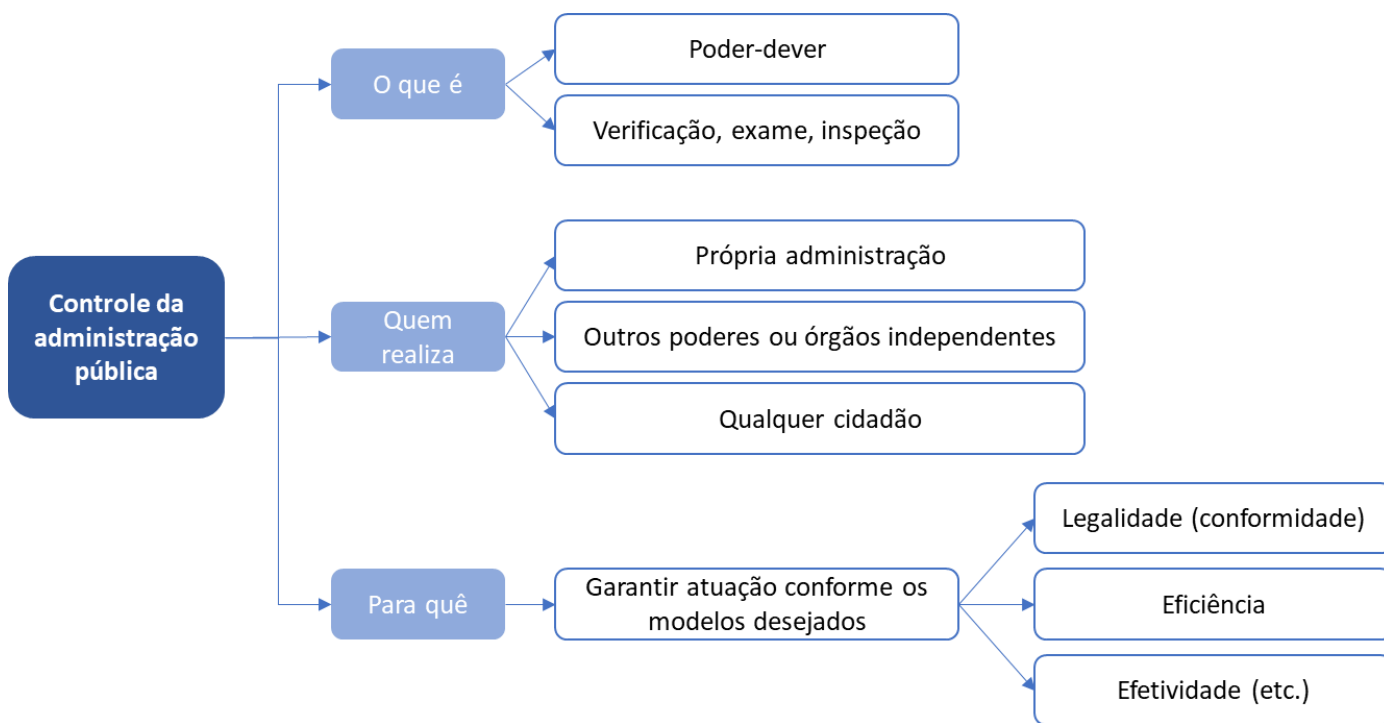 Controle da
administração
pública
O que é
Poder-dever
Verificação, exame, inspeção
Quem
realiza
Própria administração
Outros poderes ou órgãos independentes
Qualquer cidadão
Para quê
Garantir atuação conforme os
modelos desejados
Legalidade (conformidade)
Eficiência
Efetividade (etc.)